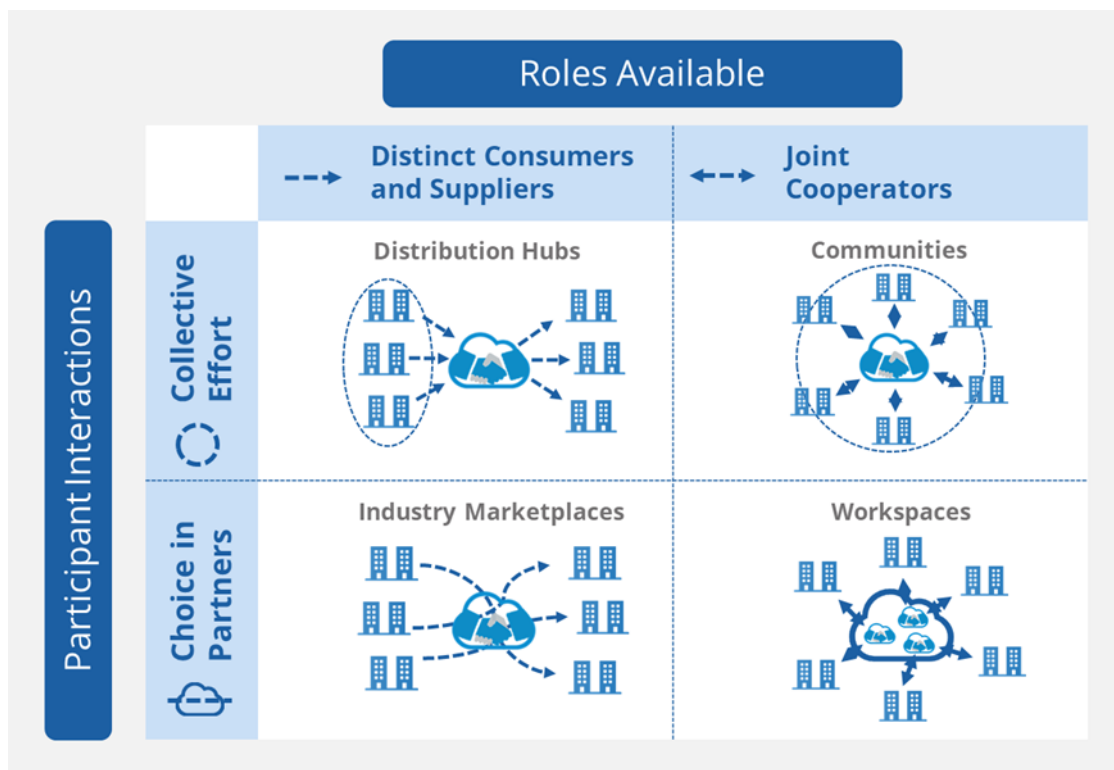 Roles Available
Distinct Consumers
and Suppliers
Joint
Cooperators
Participant Interactions
Collective
Effort
Distribution Hubs
Communities
Choice in
Partners
Industry Marketplaces
Workspaces